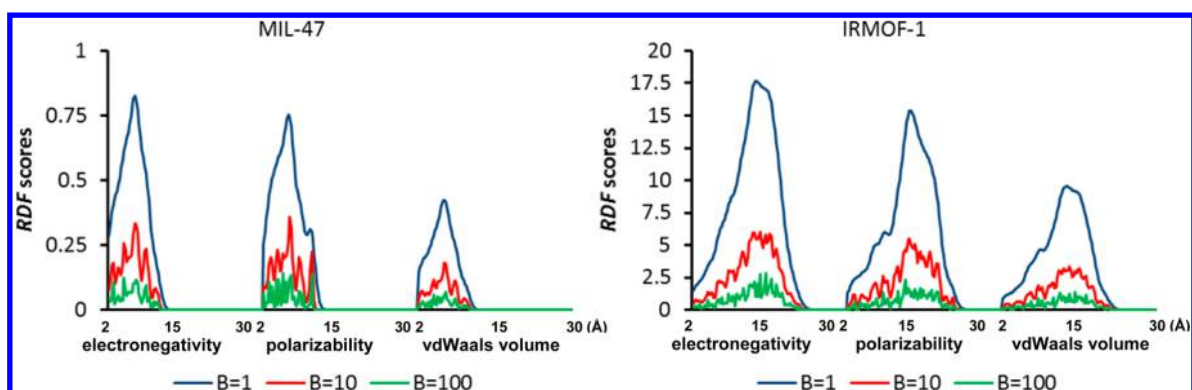 MIL-47
1
0.75
0.5
0.25
0
RDF scores
2 15 30 2 15 30 2 15 30 (Å)
electronegativity polarizability vdWaals volume
IRMOF-1
20
17.5
15
12.5
10
7.5
5
2.5
0
RDF scores
2 15 30 2 15 30 2 15 30 (Å)
electronegativity polarizability vdWaals volume
B=1 B=10 B=100
B=1 B=10 B=100